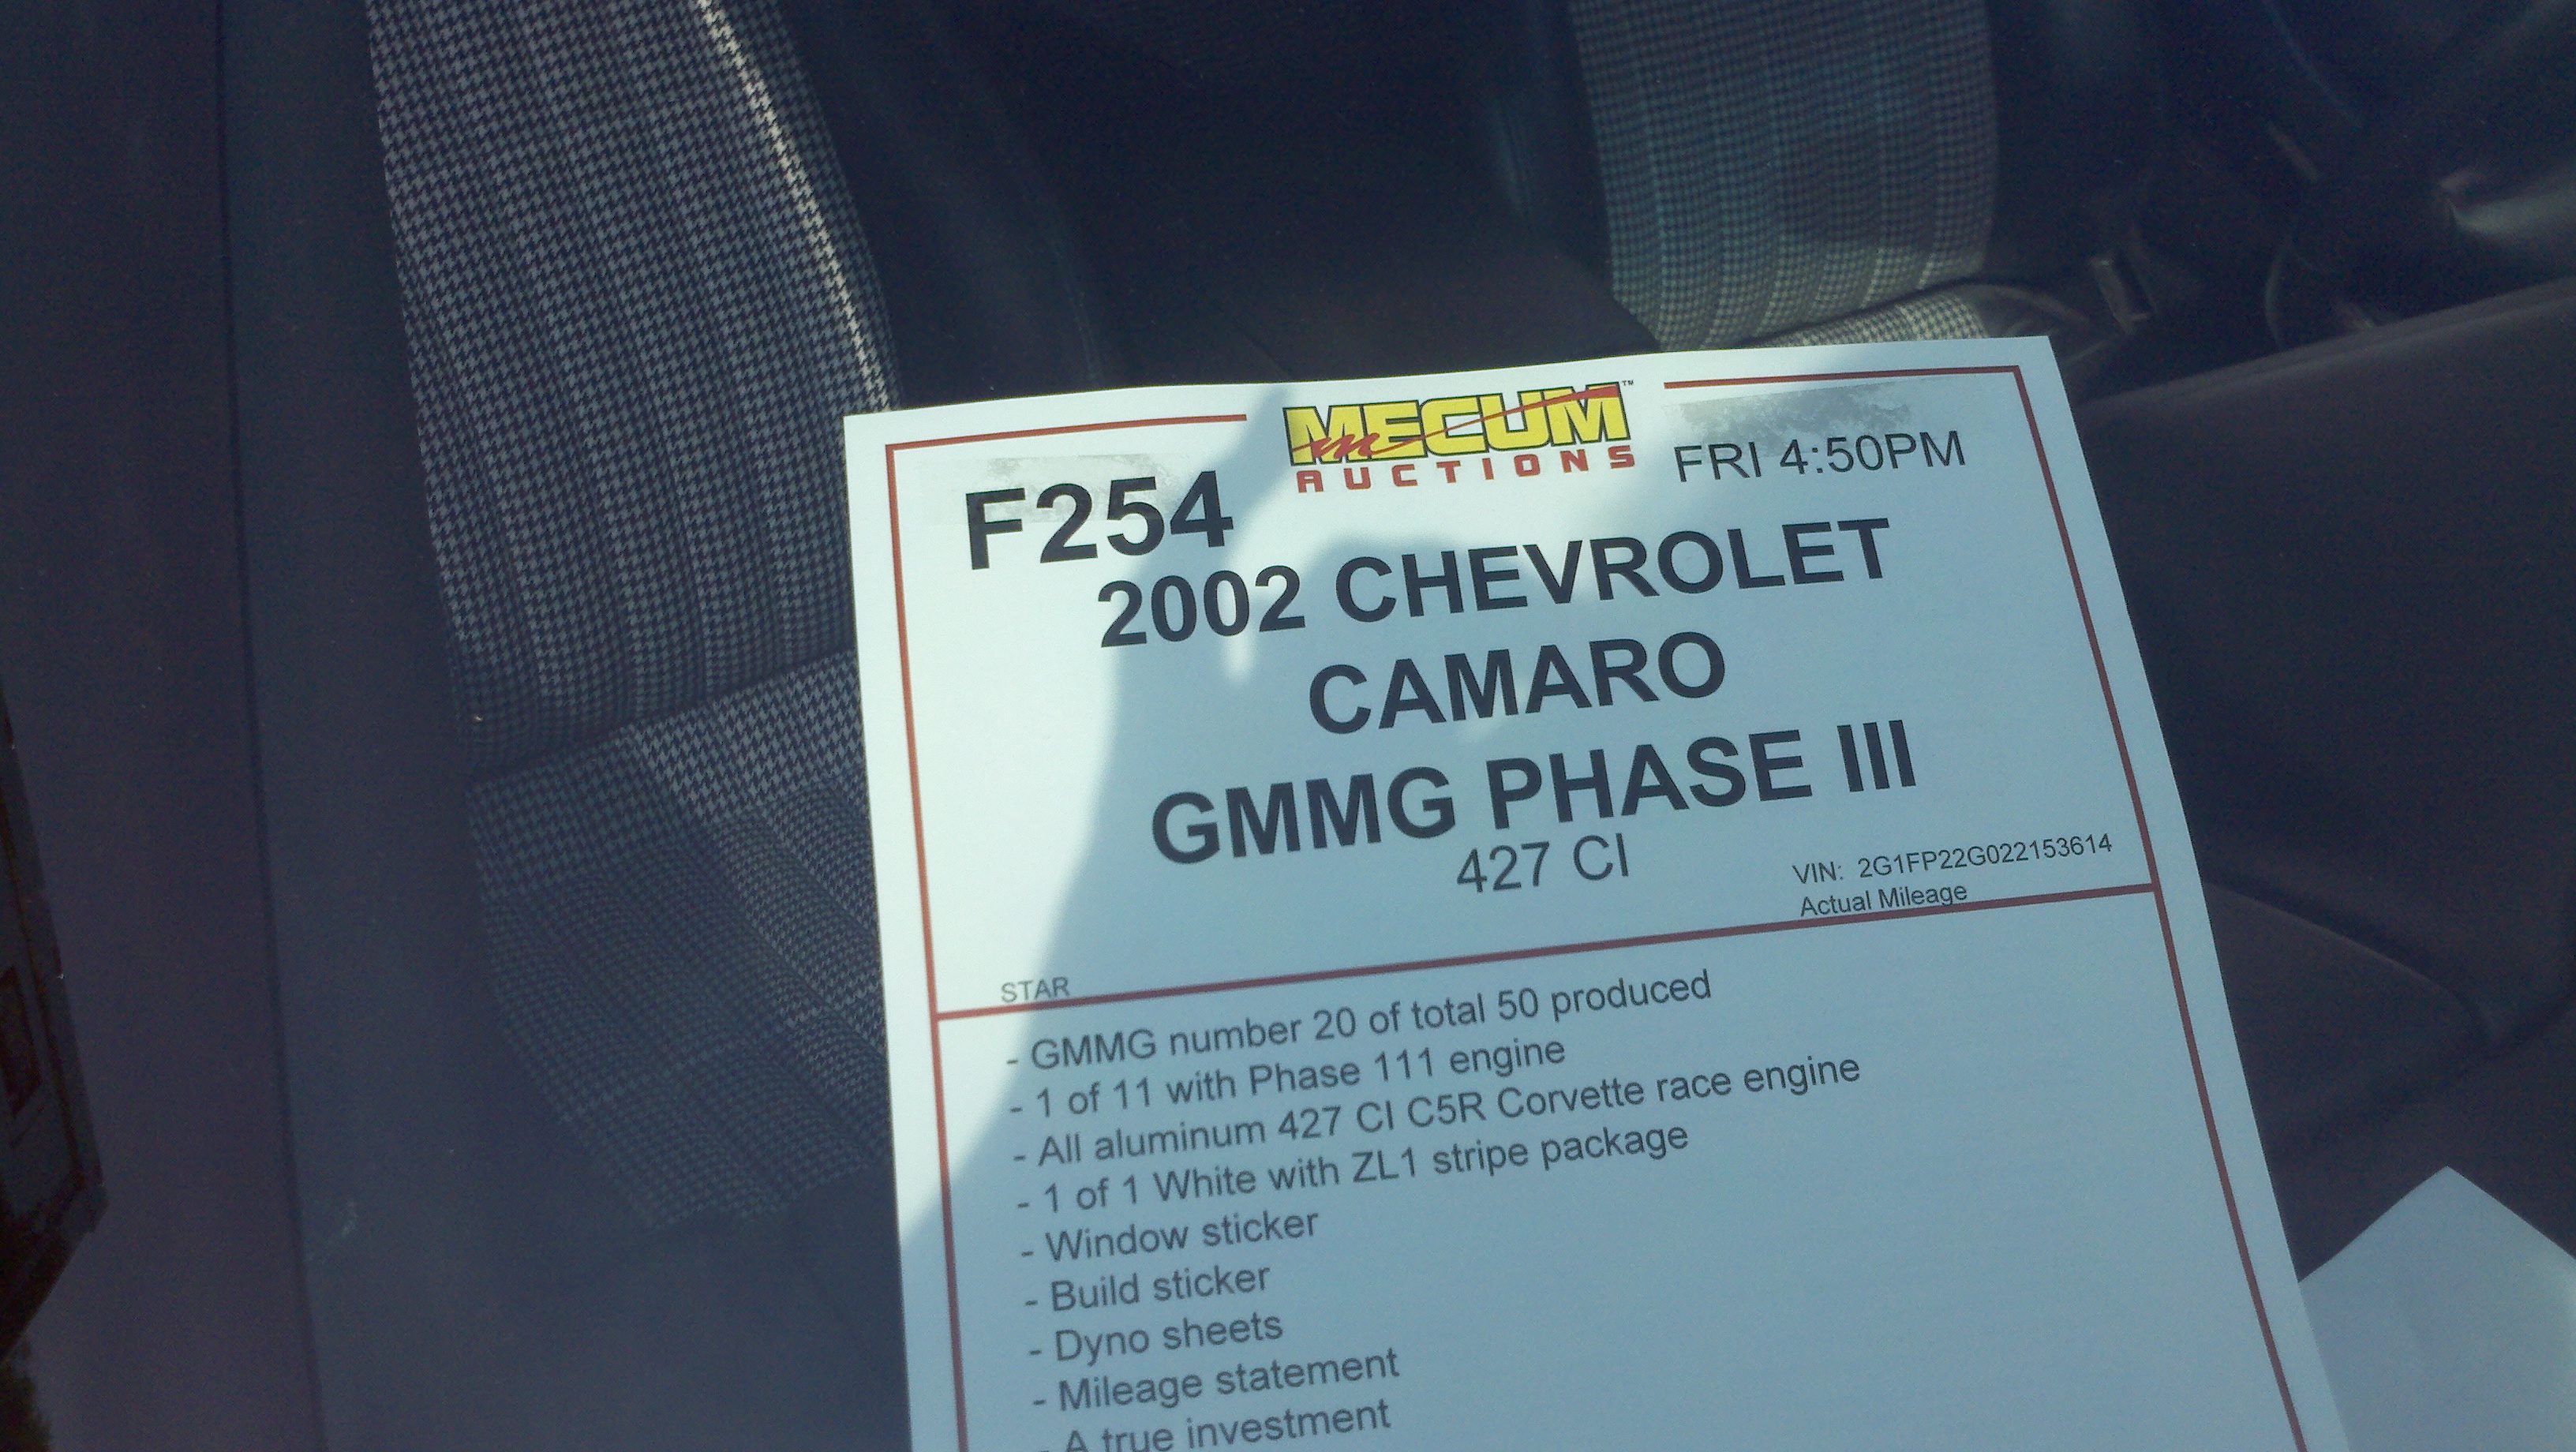 MECUM™
AUCTIONS
F254
FRI 4:50PM
2002 CHEVROLET
CAMARO
GMMG PHASE III
427 CI
VIN: 2G1FP22G022153614
Actual Mileage
STAR
- GMMG number 20 of total 50 produced
- 1 of 11 with Phase 111 engine
- All aluminum 427 CI C5R Corvette race engine
- 1 of 1 White with ZL1 stripe package
- Window sticker
- Build sticker
- Dyno sheets
- Mileage statement
- A true investment